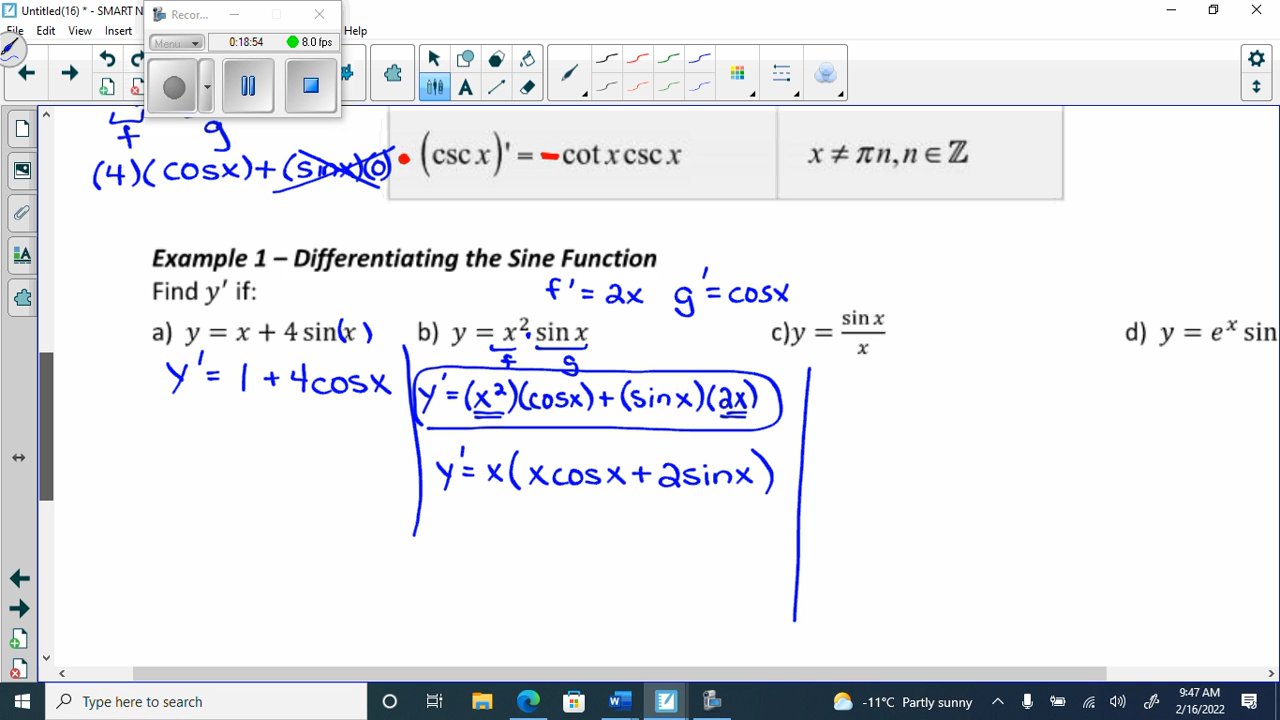 Untitled(16) * - SMART N
Recor...
File Edit View Insert Help
Menu 0:18:54 8.0 fps
f g
(4)(cosx)+(sinx)(0)
(csc x)' = -cot x csc x x ≠ πn, n ∈ ℤ
Example 1 – Differentiating the Sine Function
Find y′ if:
f' = 2x g' = cosx
a) y = x + 4 sin(x) b) y = x²·sin x c)y = sin x / x d) y = eˣ sin
f g
y' = 1 + 4cosx
y'=(x²)(cosx)+(sinx)(2x)
y'= x(xcosx+2sinx)
Type here to search
-11°C Partly sunny
9:47 AM
2/16/2022